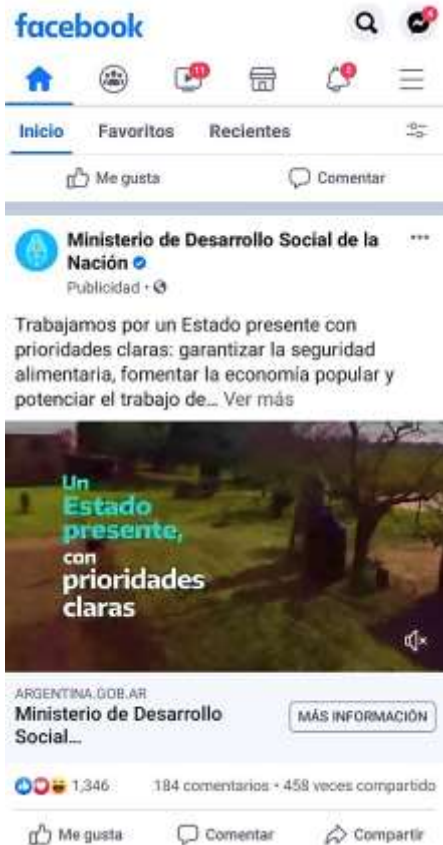 facebook
4
11
1
Inicio Favoritos Recientes
Me gusta Comentar
Ministerio de Desarrollo Social de la
Nación
Publicidad •
Trabajamos por un Estado presente con
prioridades claras: garantizar la seguridad
alimentaria, fomentar la economía popular y
potenciar el trabajo de... Ver más
Un
Estado
presente,
con
prioridades
claras
ARGENTINA.GOB.AR
Ministerio de Desarrollo
Social...
MÁS INFORMACIÓN
1,346 184 comentarios • 458 veces compartido
Me gusta Comentar Compartir